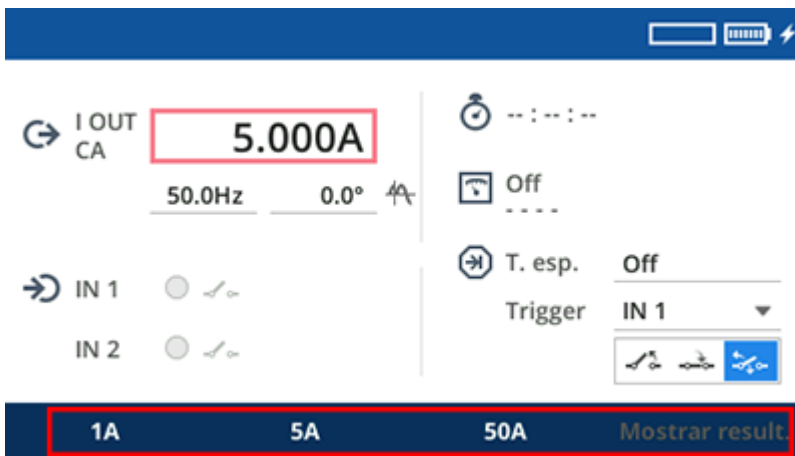 I OUT
CA
5.000A
50.0Hz
0.0°
IN 1
IN 2
-- : -- : --
Off
- - - -
T. esp.
Off
Trigger
IN 1
1A
5A
50A
Mostrar result.